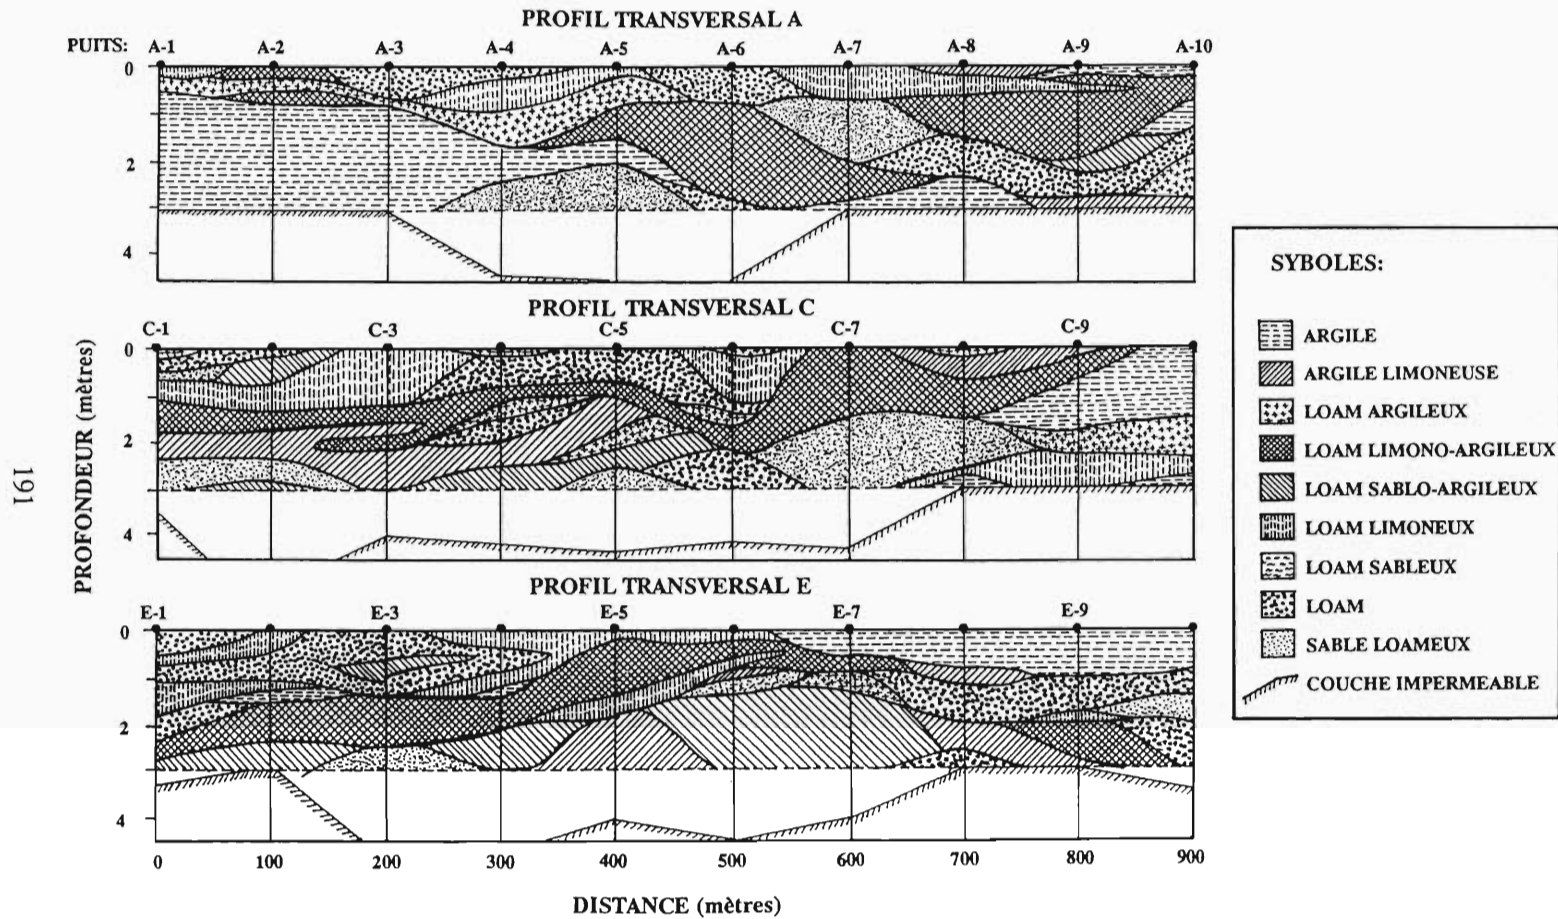 PROFIL TRANSVERSAL A
PUITS: A-1 A-2 A-3 A-4 A-5 A-6 A-7 A-8 A-9 A-10
0
2
4
PROFIL TRANSVERSAL C
C-1 C-3 C-5 C-7 C-9
0
2
4
PROFIL TRANSVERSAL E
E-1 E-3 E-5 E-7 E-9
0
2
4
0 100 200 300 400 500 600 700 800 900
DISTANCE (mètres)
PROFONDEUR (mètres)
191
SYBOLES:
ARGILE
ARGILE LIMONEUSE
LOAM ARGILEUX
LOAM LIMONO-ARGILEUX
LOAM SABLO-ARGILEUX
LOAM LIMONEUX
LOAM SABLEUX
LOAM
SABLE LOAMEUX
COUCHE IMPERMEABLE